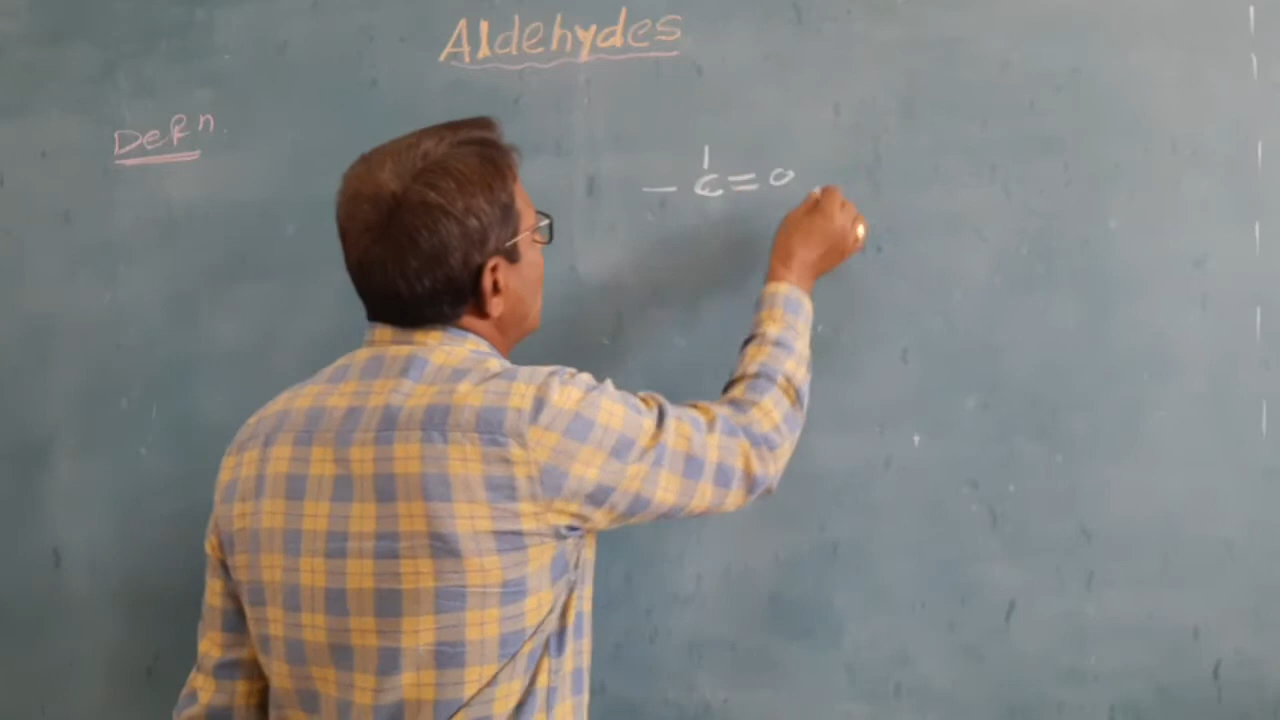 Aldehydes
Defn.
- C = O